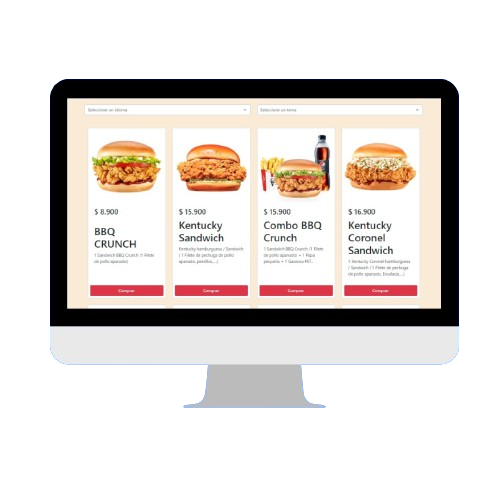 Seleccionar un idioma
Seleccionar un tema
$ 8.900
BBQ
CRUNCH
1 Sandwich BBQ Crunch (1 Filete
de pollo apanado)
Comprar
$ 15.900
Kentucky
Sandwich
Kentucky hamburguesa / Sandwich
( 1 Filete de pechuga de pollo
apanado, pepinillos,...)
Comprar
$ 15.900
Combo BBQ
Crunch
1 Sandwich BBQ Crunch /1 Filete
de pollo apanado) + 1 Papa
pequeña + 1 Gaseosa PET.
Comprar
$ 16.900
Kentucky
Coronel
Sandwich
1 Kentucky Coronel hamburguesa
/ Sandwich ( 1 Filete de pechuga
de pollo apanado, Ensalada,...)
Comprar